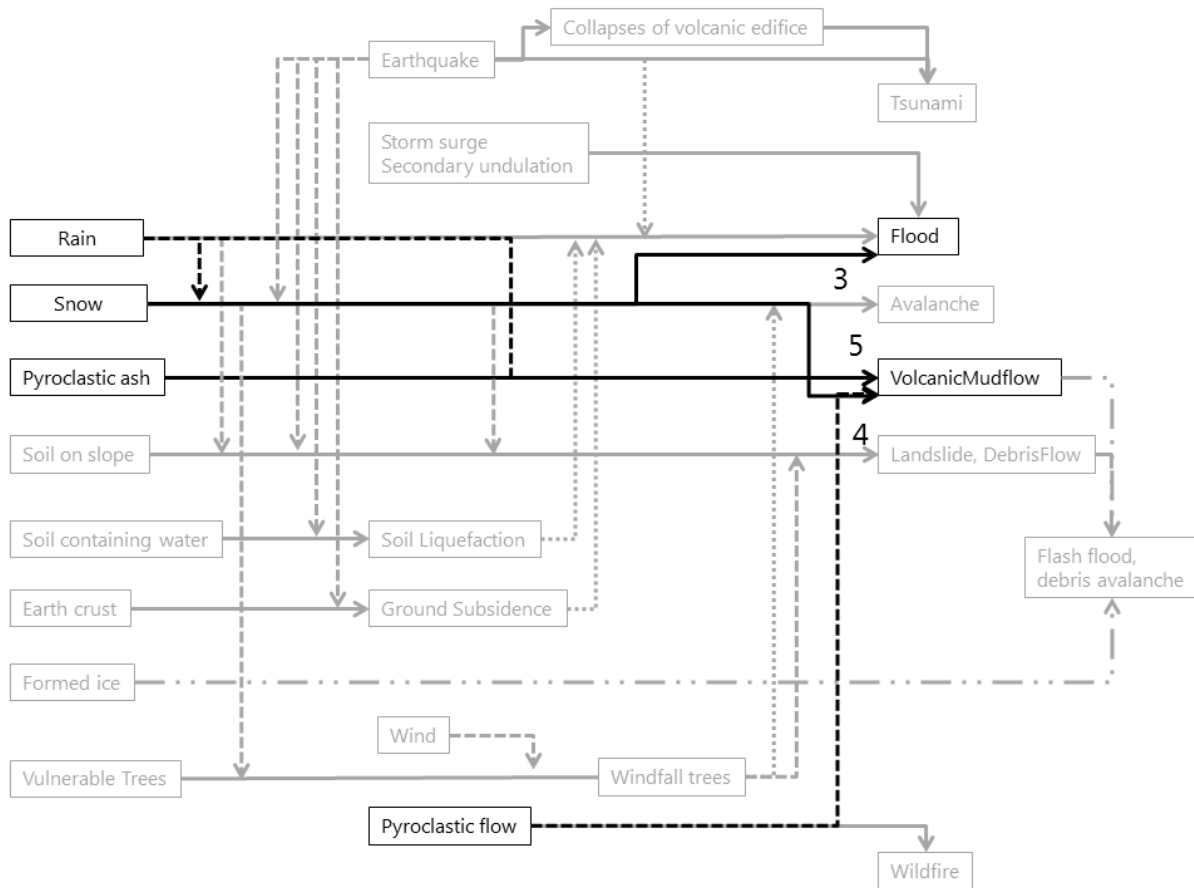 Collapses of volcanic edifice
Earthquake
Tsunami
Storm surge
Secondary undulation
Rain
Flood
3
Snow
Avalanche
5
Pyroclastic ash
VolcanicMudflow
4
Soil on slope
Landslide, DebrisFlow
Soil containing water
Soil Liquefaction
Flash flood,
debris avalanche
Earth crust
Ground Subsidence
Formed ice
Wind
Vulnerable Trees
Windfall trees
Pyroclastic flow
Wildfire